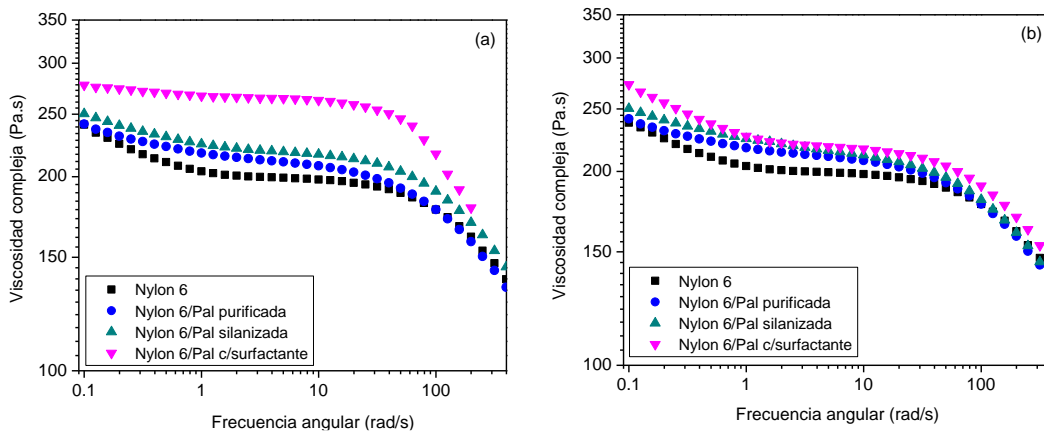 350
300
250
200
150
100
Viscosidad compleja (Pa.s)
(a)
Nylon 6
Nylon 6/Pal purificada
Nylon 6/Pal silanizada
Nylon 6/Pal c/surfactante
0.1
1
10
100
Frecuencia angular (rad/s)
350
300
250
200
150
100
Viscosidad compleja (Pa.s)
(b)
Nylon 6
Nylon 6/Pal purificada
Nylon 6/Pal silanizada
Nylon 6/Pal c/surfactante
0.1
1
10
100
Frecuencia angular (rad/s)